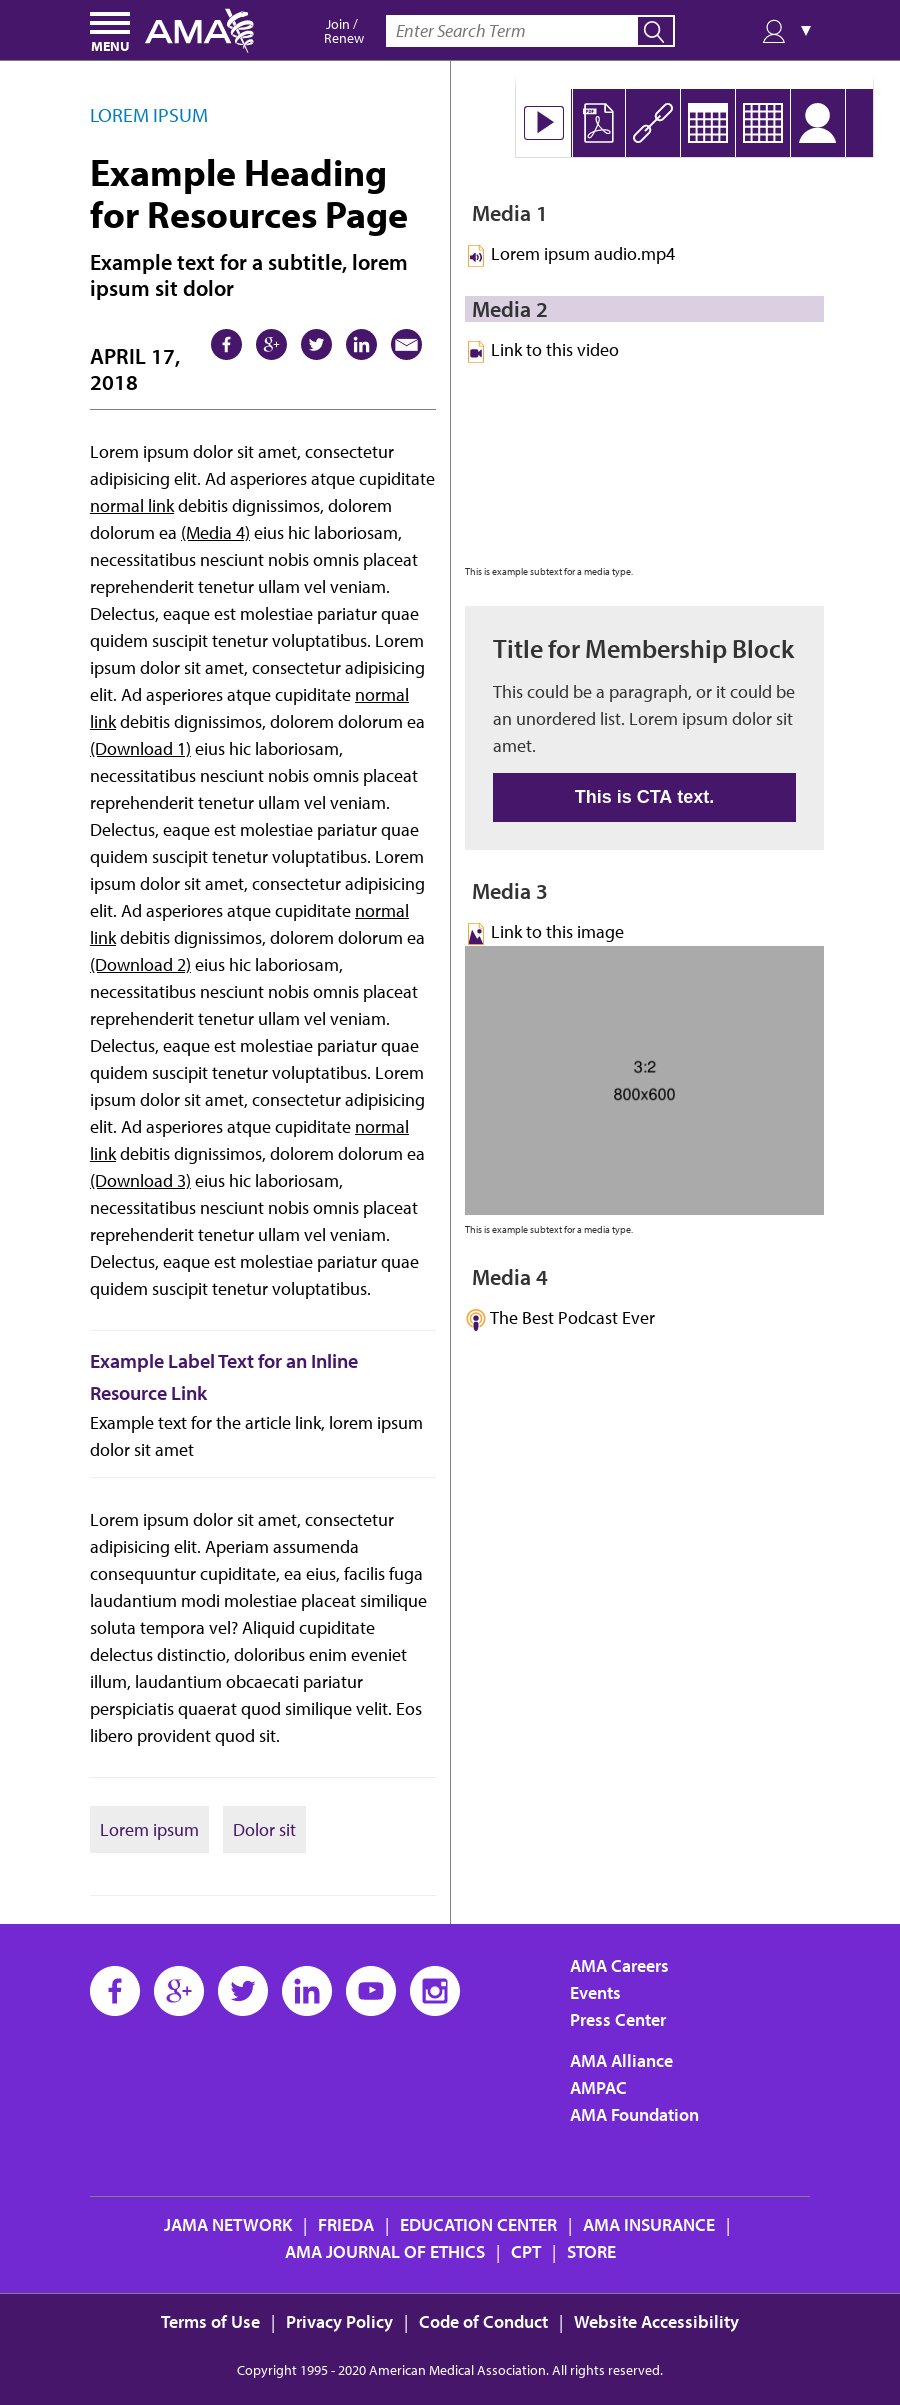 MENU
AMA
Join /
Renew
Enter Search Term
LOREM IPSUM
Example Heading
for Resources Page
Example text for a subtitle, lorem
ipsum sit dolor
APRIL 17,
2018
Lorem ipsum dolor sit amet, consectetur
adipisicing elit. Ad asperiores atque cupiditate
normal link debitis dignissimos, dolorem
dolorum ea (Media 4) eius hic laboriosam,
necessitatibus nesciunt nobis omnis placeat
reprehenderit tenetur ullam vel veniam.
Delectus, eaque est molestiae pariatur quae
quidem suscipit tenetur voluptatibus. Lorem
ipsum dolor sit amet, consectetur adipisicing
elit. Ad asperiores atque cupiditate normal
link debitis dignissimos, dolorem dolorum ea
(Download 1) eius hic laboriosam,
necessitatibus nesciunt nobis omnis placeat
reprehenderit tenetur ullam vel veniam.
Delectus, eaque est molestiae pariatur quae
quidem suscipit tenetur voluptatibus. Lorem
ipsum dolor sit amet, consectetur adipisicing
elit. Ad asperiores atque cupiditate normal
link debitis dignissimos, dolorem dolorum ea
(Download 2) eius hic laboriosam,
necessitatibus nesciunt nobis omnis placeat
reprehenderit tenetur ullam vel veniam.
Delectus, eaque est molestiae pariatur quae
quidem suscipit tenetur voluptatibus. Lorem
ipsum dolor sit amet, consectetur adipisicing
elit. Ad asperiores atque cupiditate normal
link debitis dignissimos, dolorem dolorum ea
(Download 3) eius hic laboriosam,
necessitatibus nesciunt nobis omnis placeat
reprehenderit tenetur ullam vel veniam.
Delectus, eaque est molestiae pariatur quae
quidem suscipit tenetur voluptatibus.
Example Label Text for an Inline
Resource Link
Example text for the article link, lorem ipsum
dolor sit amet
Lorem ipsum dolor sit amet, consectetur
adipisicing elit. Aperiam assumenda
consequuntur cupiditate, ea eius, facilis fuga
laudantium modi molestiae placeat similique
soluta tempora vel? Aliquid cupiditate
delectus distinctio, doloribus enim eveniet
illum, laudantium obcaecati pariatur
perspiciatis quaerat quod similique velit. Eos
libero provident quod sit.
Lorem ipsum
Dolor sit
PDF
Media 1
Lorem ipsum audio.mp4
Media 2
Link to this video
This is example subtext for a media type.
Title for Membership Block
This could be a paragraph, or it could be
an unordered list. Lorem ipsum dolor sit
amet.
This is CTA text.
Media 3
Link to this image
3:2
800x600
This is example subtext for a media type.
Media 4
The Best Podcast Ever
AMA Careers
Events
Press Center
AMA Alliance
AMPAC
AMA Foundation
JAMA NETWORK | FRIEDA | EDUCATION CENTER | AMA INSURANCE |
AMA JOURNAL OF ETHICS | CPT | STORE
Terms of Use | Privacy Policy | Code of Conduct | Website Accessibility
Copyright 1995 - 2020 American Medical Association. All rights reserved.